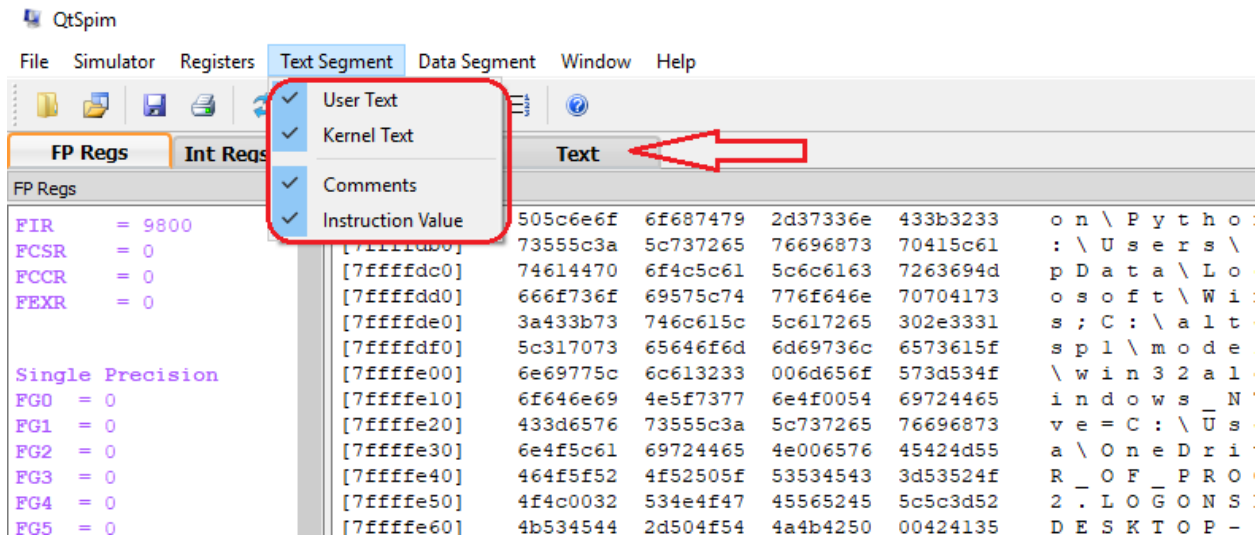 QtSpim
File Simulator Registers Text Segment Data Segment Window Help
User Text
Kernel Text
Comments
Instruction Value
FP Regs Int Regs Text
FP Regs
FIR = 9800
FCSR = 0
FCCR = 0
FEXR = 0
Single Precision
FG0 = 0
FG1 = 0
FG2 = 0
FG3 = 0
FG4 = 0
FG5 = 0
505c6e6f 6f687479 2d37336e 433b3233 o n \ P y t h o
[7ffffdb0] 73555c3a 5c737265 76696873 70415c61 : \ U s e r s \
[7ffffdc0] 74614470 6f4c5c61 5c6c6163 7263694d p D a t a \ L o
[7ffffdd0] 666f736f 69575c74 776f646e 70704173 o s o f t \ W i
[7ffffde0] 3a433b73 746c615c 5c617265 302e3331 s ; C : \ a l t
[7ffffdf0] 5c317073 65646f6d 6d69736c 6573615f s p 1 \ m o d e
[7ffffe00] 6e69775c 6c613233 006d656f 573d534f \ w i n 3 2 a l
[7ffffe10] 6f646e69 4e5f7377 6e4f0054 69724465 i n d o w s _ N
[7ffffe20] 433d6576 73555c3a 5c737265 76696873 v e = C : \ U s
[7ffffe30] 6e4f5c61 69724465 4e006576 45424d55 a \ O n e D r i
[7ffffe40] 464f5f52 4f52505f 53534543 3d53524f R _ O F _ P R O
[7ffffe50] 4f4c0032 534e4f47 45565245 5c5c3d52 2 . L O G O N S
[7ffffe60] 4b534544 2d504f54 4a4b4250 00424135 D E S K T O P -